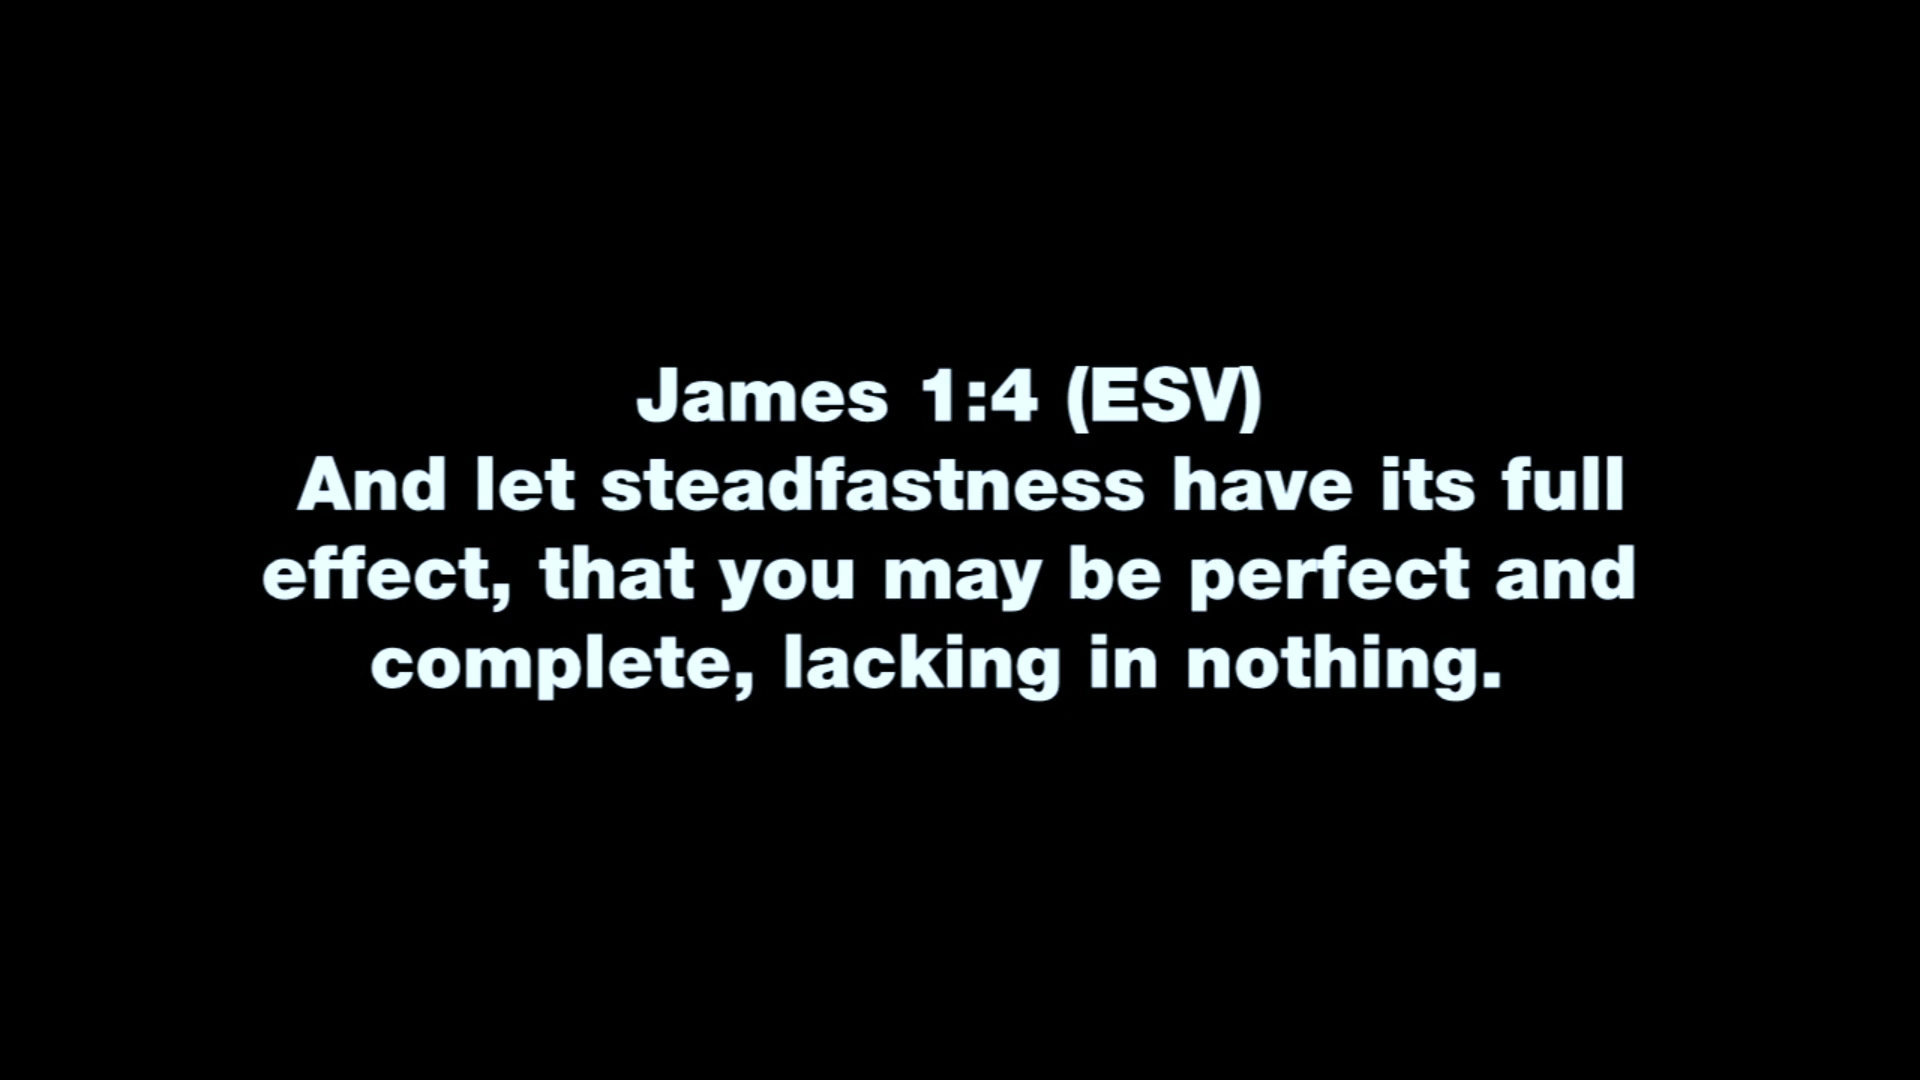 James 1:4 (ESV)
And let steadfastness have its full
effect, that you may be perfect and
complete, lacking in nothing.